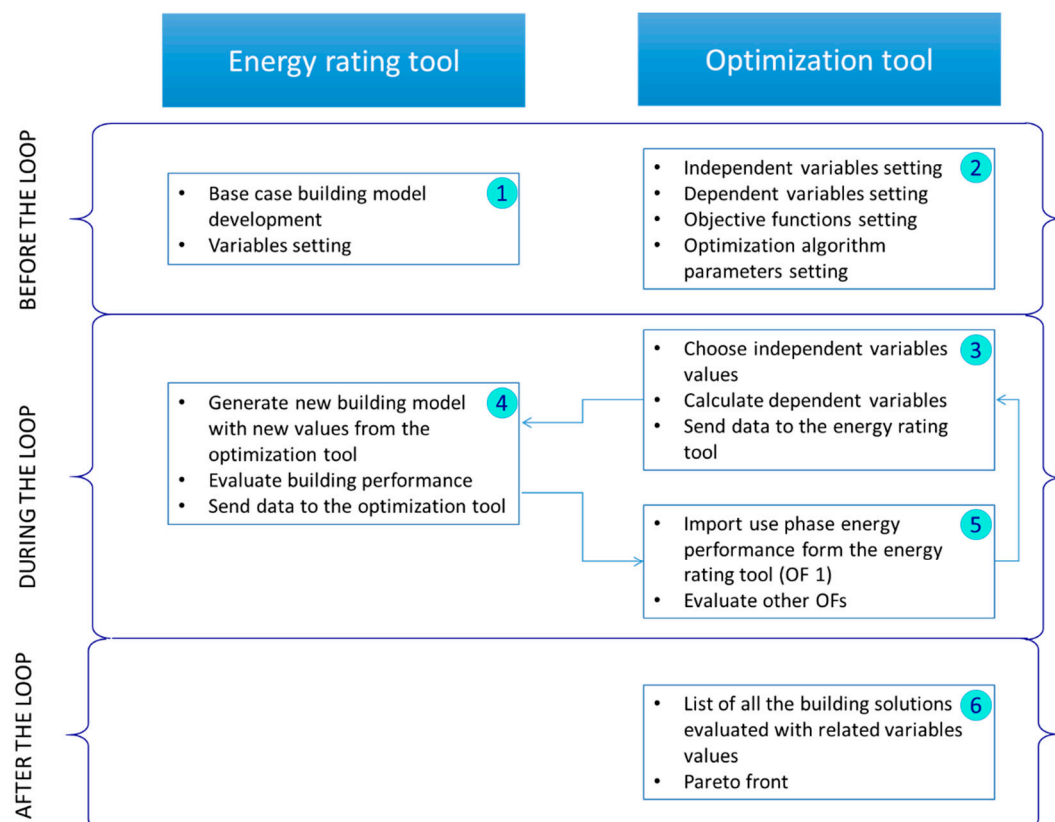 Energy rating tool
Optimization tool
BEFORE THE LOOP
• Base case building model
development
• Variables setting
1
• Independent variables setting
• Dependent variables setting
• Objective functions setting
• Optimization algorithm
parameters setting
2
DURING THE LOOP
• Choose independent variables
values
• Calculate dependent variables
• Send data to the energy rating
tool
3
• Generate new building model
with new values from the
optimization tool
• Evaluate building performance
• Send data to the optimization tool
4
• Import use phase energy
performance form the energy
rating tool (OF 1)
• Evaluate other OFs
5
AFTER THE LOOP
• List of all the building solutions
evaluated with related variables
values
• Pareto front
6